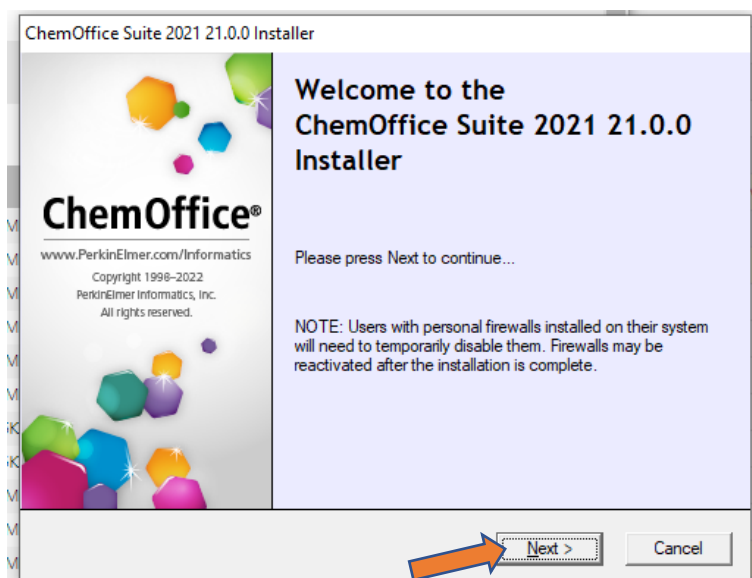 ChemOffice Suite 2021 21.0.0 Installer
Welcome to the
ChemOffice Suite 2021 21.0.0
Installer
ChemOffice®
www.PerkinElmer.com/Informatics
Copyright 1998–2022
PerkinElmer Informatics, Inc.
All rights reserved.
Please press Next to continue...
NOTE: Users with personal firewalls installed on their system
will need to temporarily disable them. Firewalls may be
reactivated after the installation is complete.
Next >
Cancel